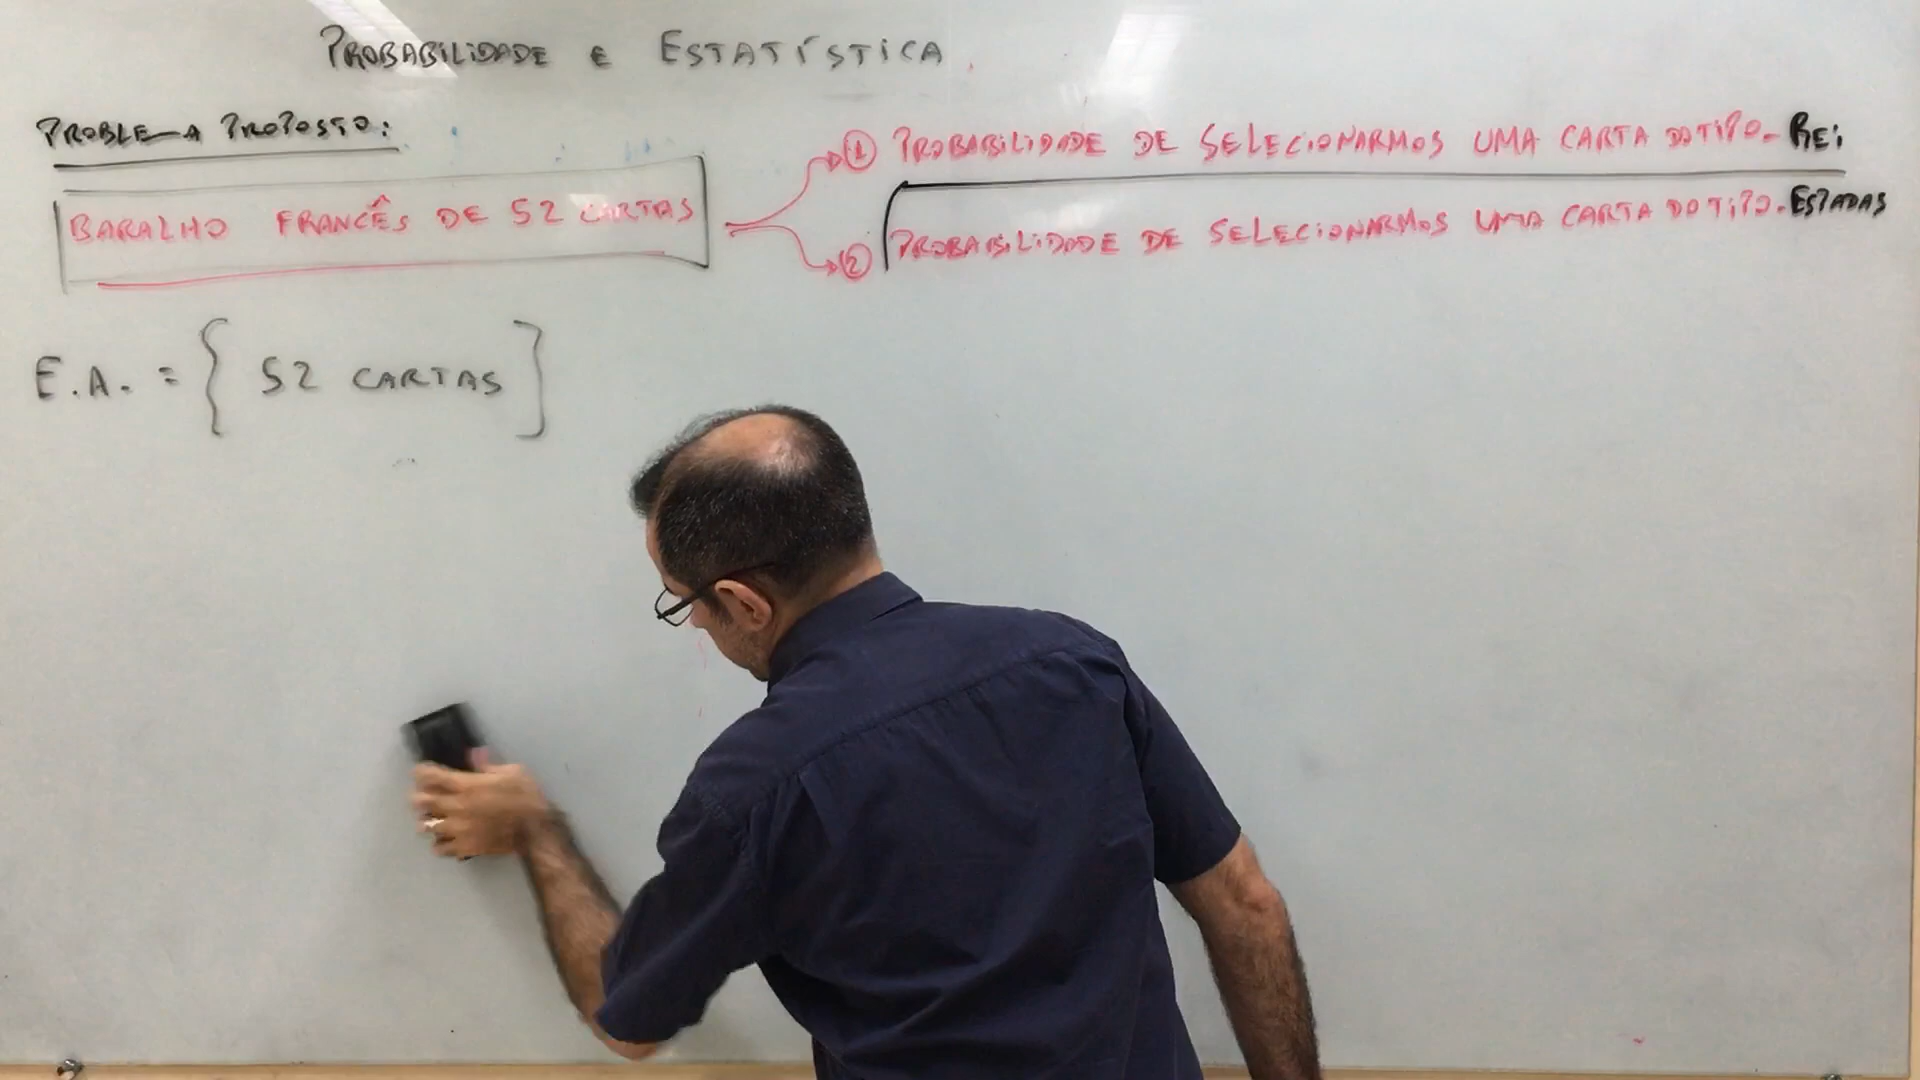 PROBABILIDADE E ESTATÍSTICA
PROBLEMA PROPOSTO:
BARALHO FRANCÊS DE 52 CARTAS
1 PROBABILIDADE DE SELECIONARMOS UMA CARTA DO TIPO. REI
2 PROBABILIDADE DE SELECIONARMOS UMA CARTA DO TIPO. ESPADAS
E.A. = { 52 CARTAS }